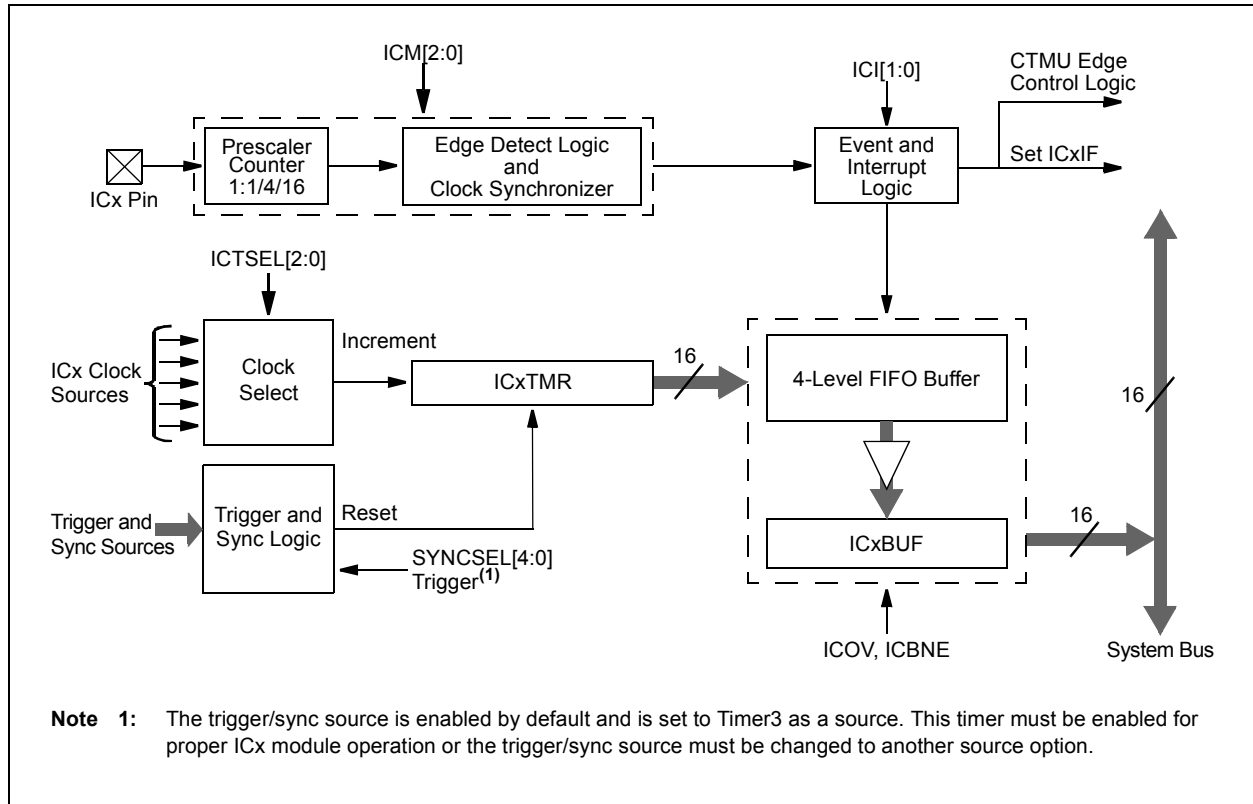 ICM[2:0]
ICI[1:0]
CTMU Edge
Control Logic
Prescaler
Counter
1:1/4/16
Edge Detect Logic
and
Clock Synchronizer
Event and
Interrupt
Logic
Set ICxIF
ICx Pin
ICTSEL[2:0]
ICx Clock
Sources
Clock
Select
Increment
ICxTMR
16
4-Level FIFO Buffer
16
Trigger and
Sync Sources
Trigger and
Sync Logic
Reset
SYNCSEL[4:0]
Trigger(1)
ICxBUF
16
ICOV, ICBNE
System Bus
Note 1: The trigger/sync source is enabled by default and is set to Timer3 as a source. This timer must be enabled for
proper ICx module operation or the trigger/sync source must be changed to another source option.